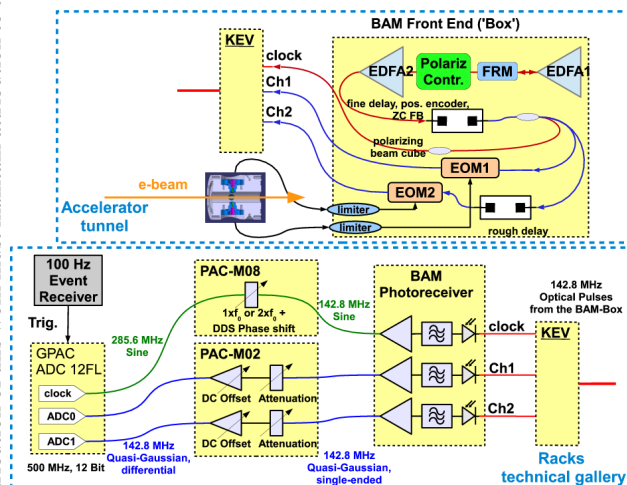 BAM Front End ('Box')
KEV
clock
Ch1
Ch2
EDFA2
Polariz
Contr.
FRM
EDFA1
fine delay, pos. encoder,
ZC FB
polarizing
beam cube
EOM1
EOM2
e-beam
limiter
limiter
rough delay
Accelerator
tunnel
100 Hz
Event
Receiver
Trig.
PAC-M08
1xf0 or 2xf0 +
DDS Phase shift
142.8 MHz
Sine
285.6 MHz
Sine
BAM
Photoreceiver
142.8 MHz
Optical Pulses
from the BAM-Box
KEV
clock
Ch1
Ch2
GPAC
ADC 12FL
clock
ADC0
ADC1
500 MHz, 12 Bit
PAC-M02
DC Offset
Attenuation
DC Offset
Attenuation
142.8 MHz
Quasi-Gaussian,
differential
142.8 MHz
Quasi-Gaussian,
single-ended
Racks
technical gallery